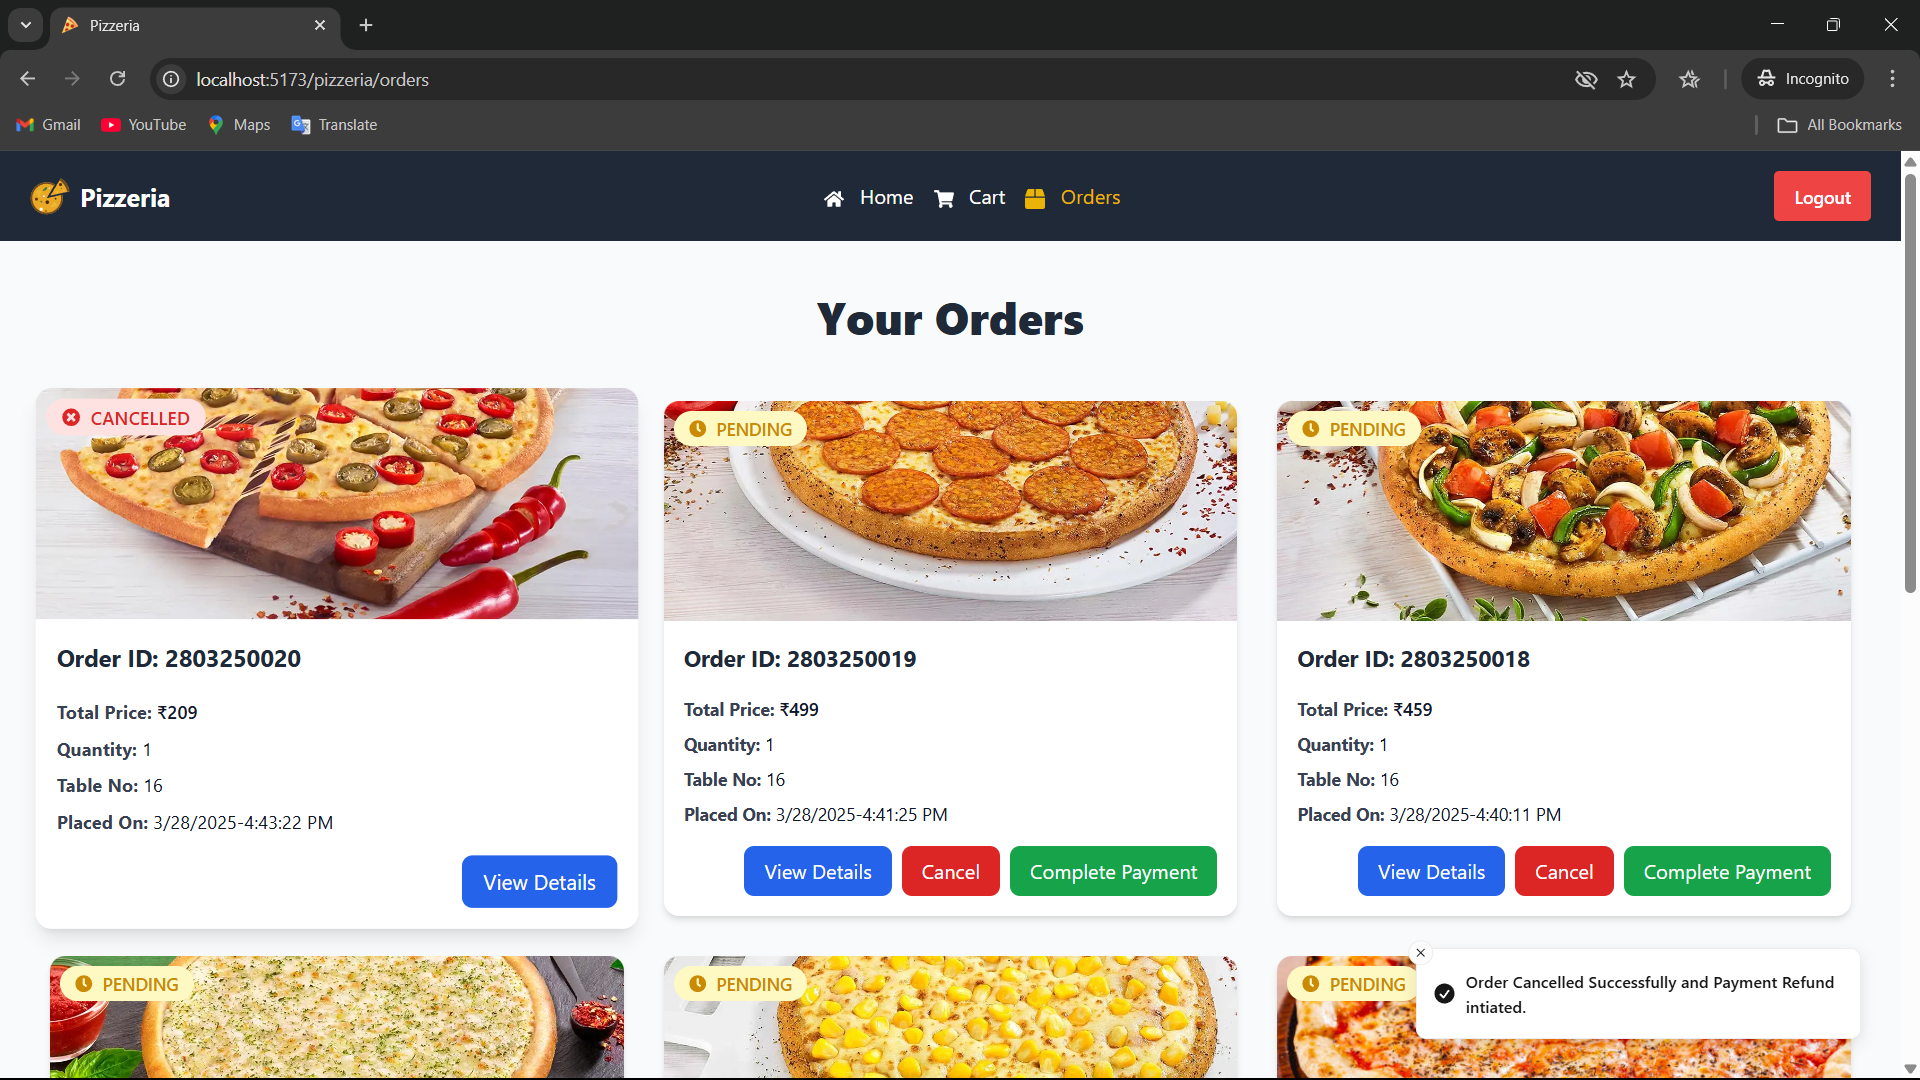 Pizzeria
localhost:5173/pizzeria/orders
Incognito
Gmail
YouTube
Maps
Translate
All Bookmarks
Pizzeria
Home
Cart
Orders
Logout
Your Orders
CANCELLED
Order ID: 2803250020
Total Price: ₹209
Quantity: 1
Table No: 16
Placed On: 3/28/2025-4:43:22 PM
View Details
PENDING
Order ID: 2803250019
Total Price: ₹499
Quantity: 1
Table No: 16
Placed On: 3/28/2025-4:41:25 PM
View Details
Cancel
Complete Payment
PENDING
Order ID: 2803250018
Total Price: ₹459
Quantity: 1
Table No: 16
Placed On: 3/28/2025-4:40:11 PM
View Details
Cancel
Complete Payment
PENDING
PENDING
PENDING
Order Cancelled Successfully and Payment Refund
intiated.